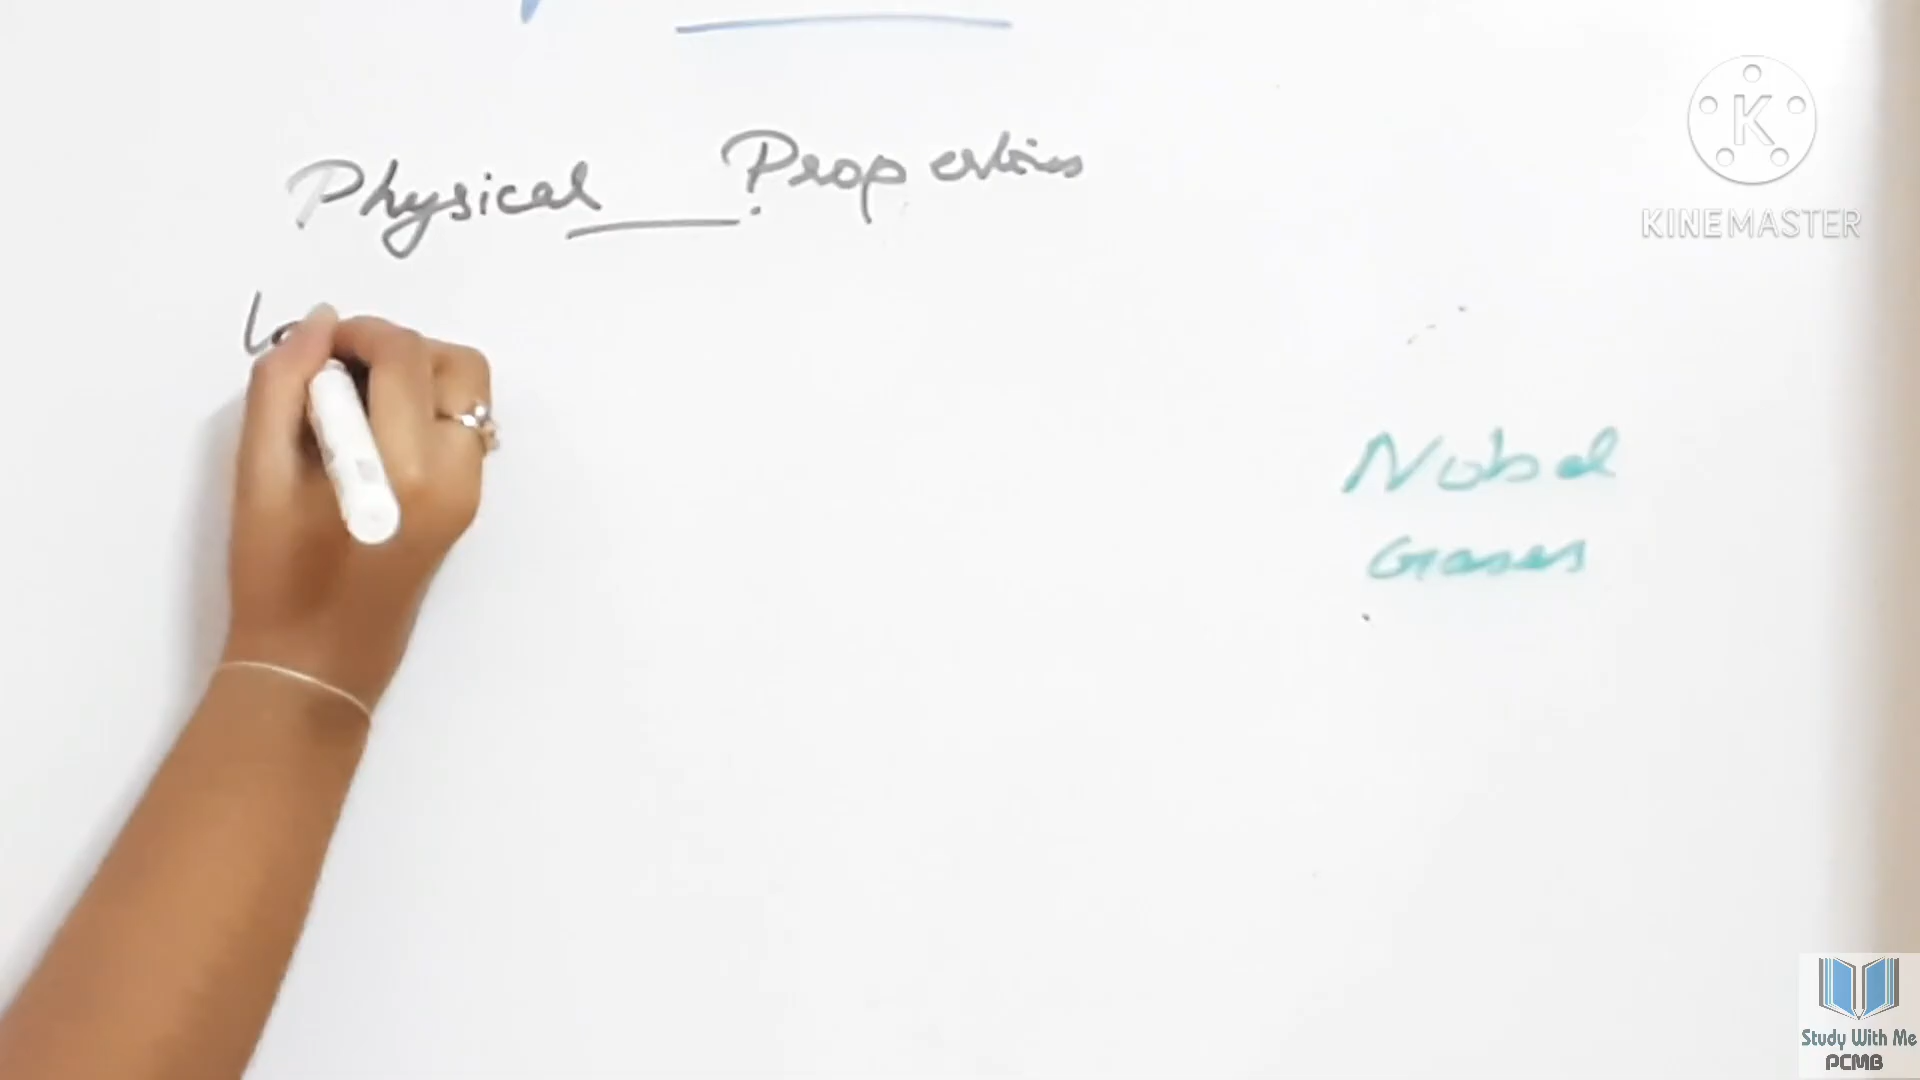 Physical Properties
KINEMASTER
Nobel
Gases
Study With Me
PCMB